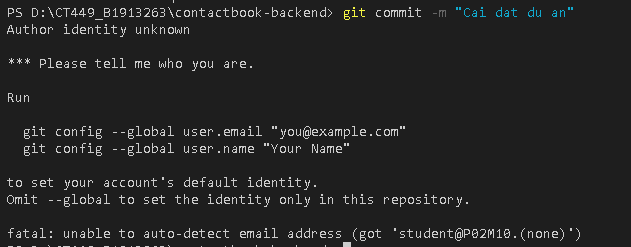 PS D:\CT449_B1913263\contactbook-backend> git commit -m "Cai dat du an"
Author identity unknown
*** Please tell me who you are.
Run
git config --global user.email "you@example.com"
git config --global user.name "Your Name"
to set your account's default identity.
Omit --global to set the identity only in this repository.
fatal: unable to auto-detect email address (got 'student@P02M10.(none)')